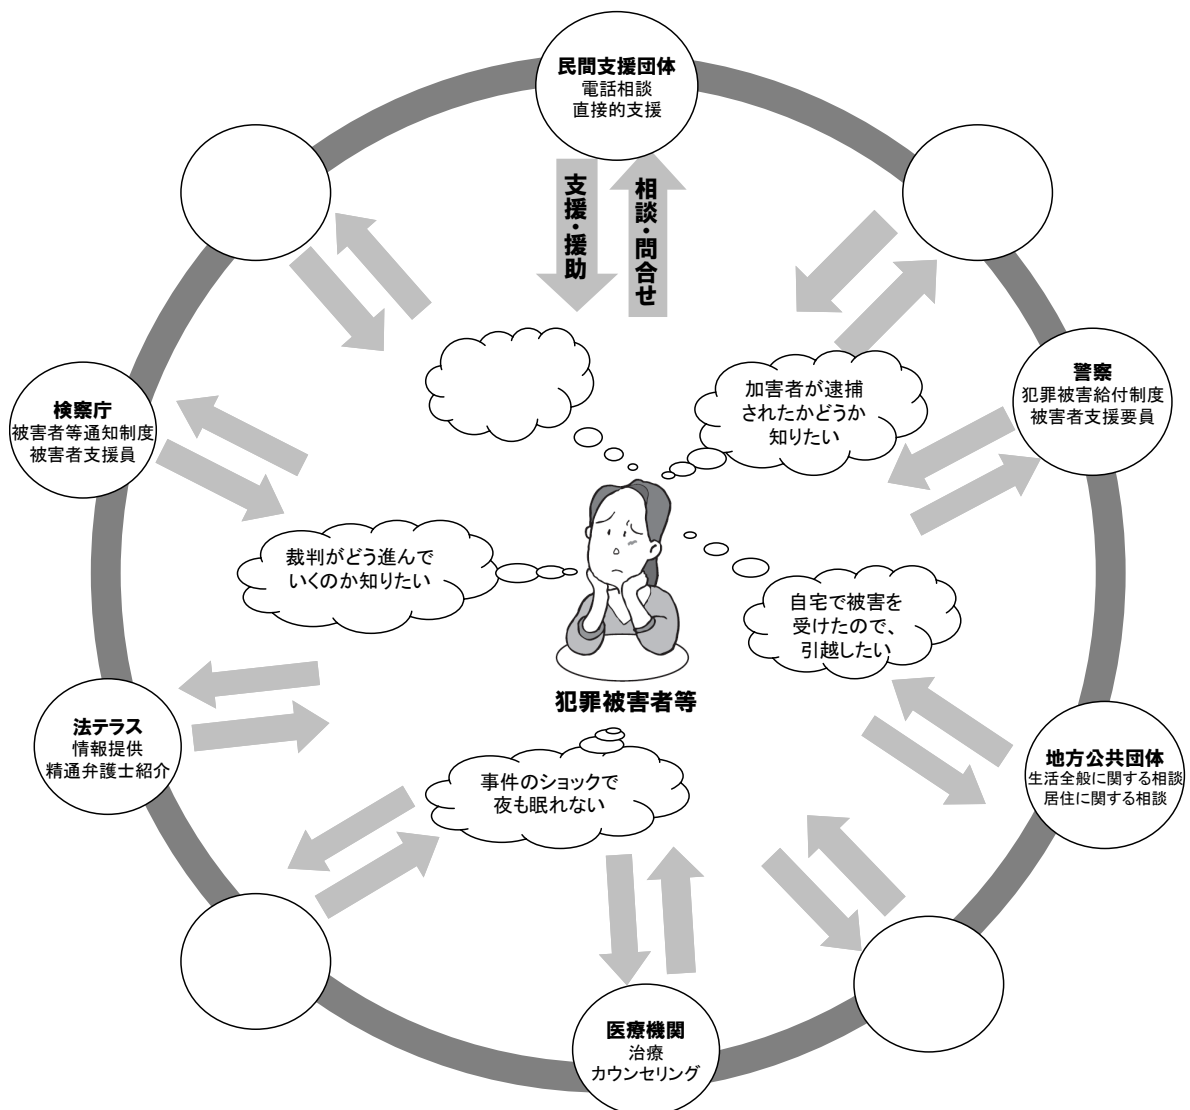 民間支援団体
電話相談
直接的支援
支援・援助
相談・問合せ
加害者が逮捕
されたかどうか
知りたい
警察
犯罪被害給付制度
被害者支援要員
検察庁
被害者等通知制度
被害者支援員
裁判がどう進んで
いくのか知りたい
自宅で被害を
受けたので、
引越したい
犯罪被害者等
法テラス
情報提供
精通弁護士紹介
事件のショックで
夜も眠れない
地方公共団体
生活全般に関する相談
居住に関する相談
医療機関
治療
カウンセリング